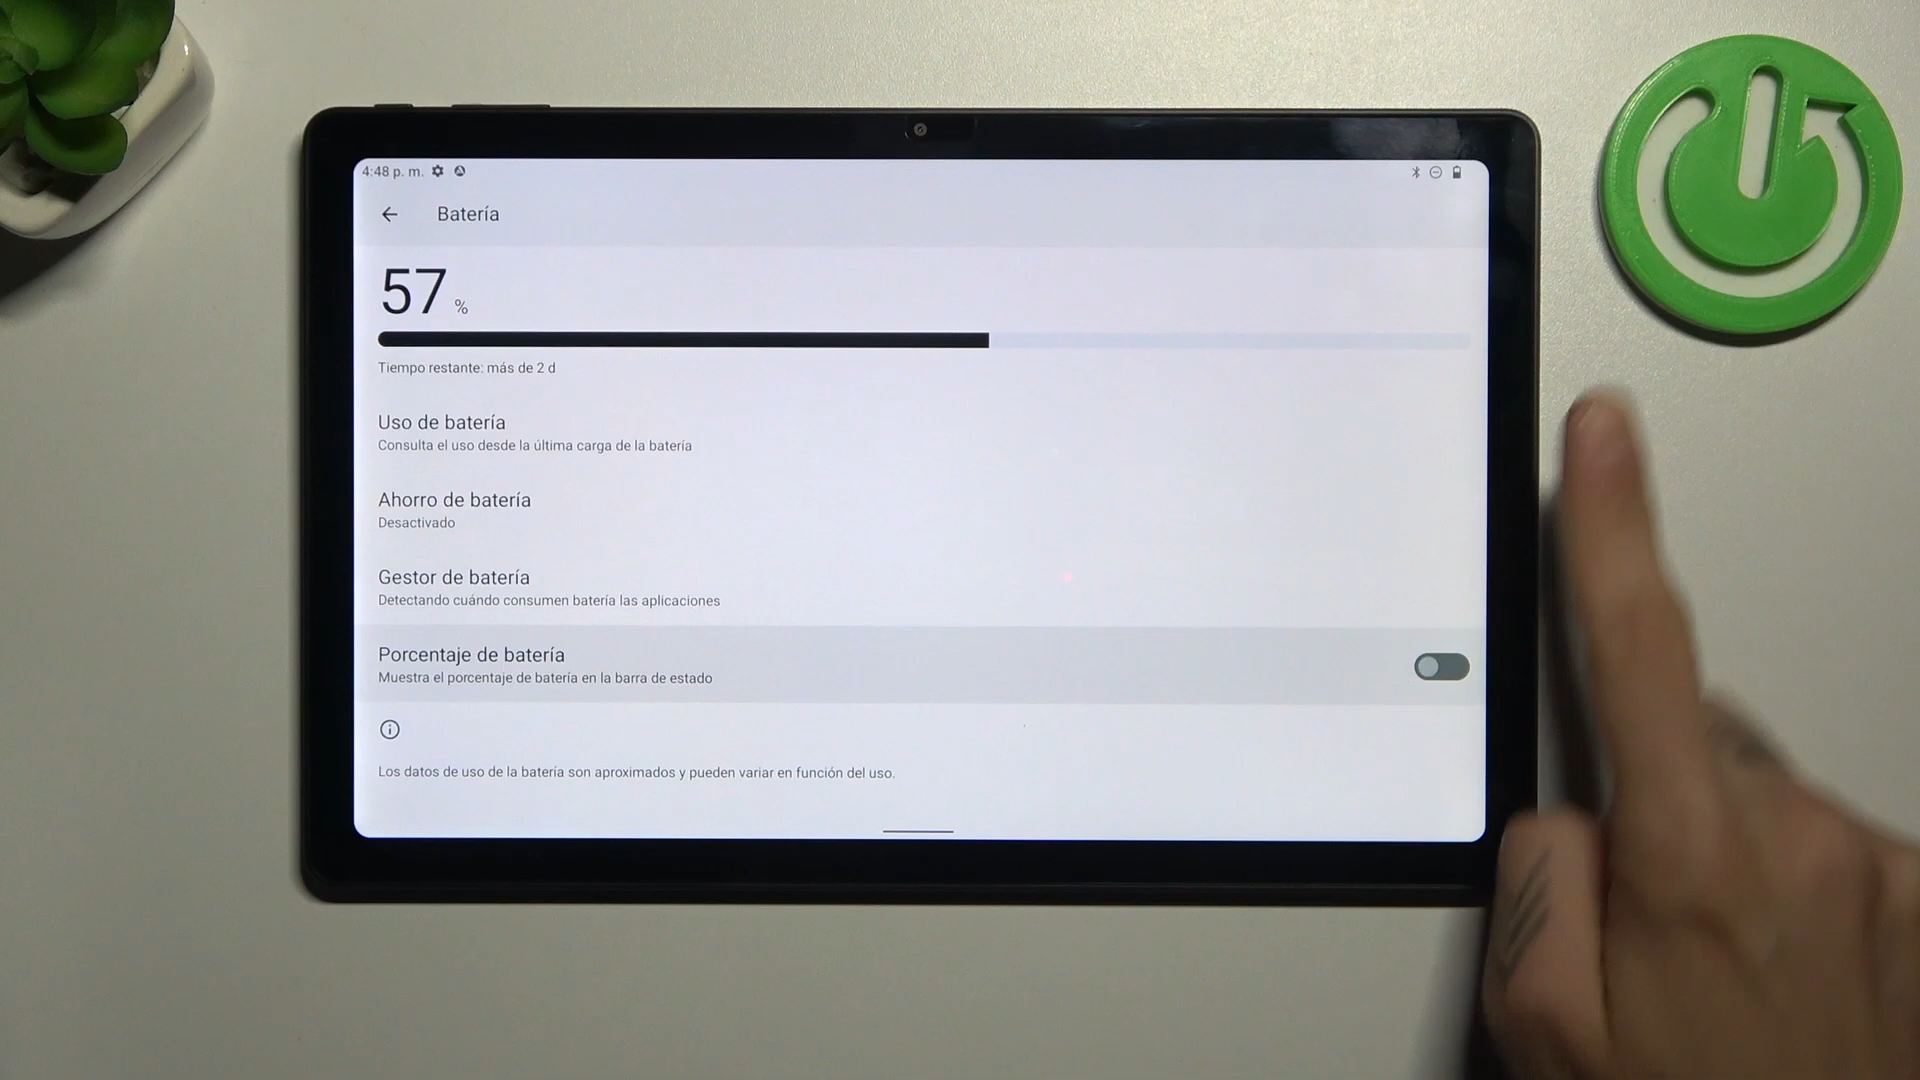 4:48 p. m.
Batería
57 %
Tiempo restante: más de 2 d
Uso de batería
Consulta el uso desde la última carga de la batería
Ahorro de batería
Desactivado
Gestor de batería
Detectando cuándo consumen batería las aplicaciones
Porcentaje de batería
Muestra el porcentaje de batería en la barra de estado
Los datos de uso de la batería son aproximados y pueden variar en función del uso.